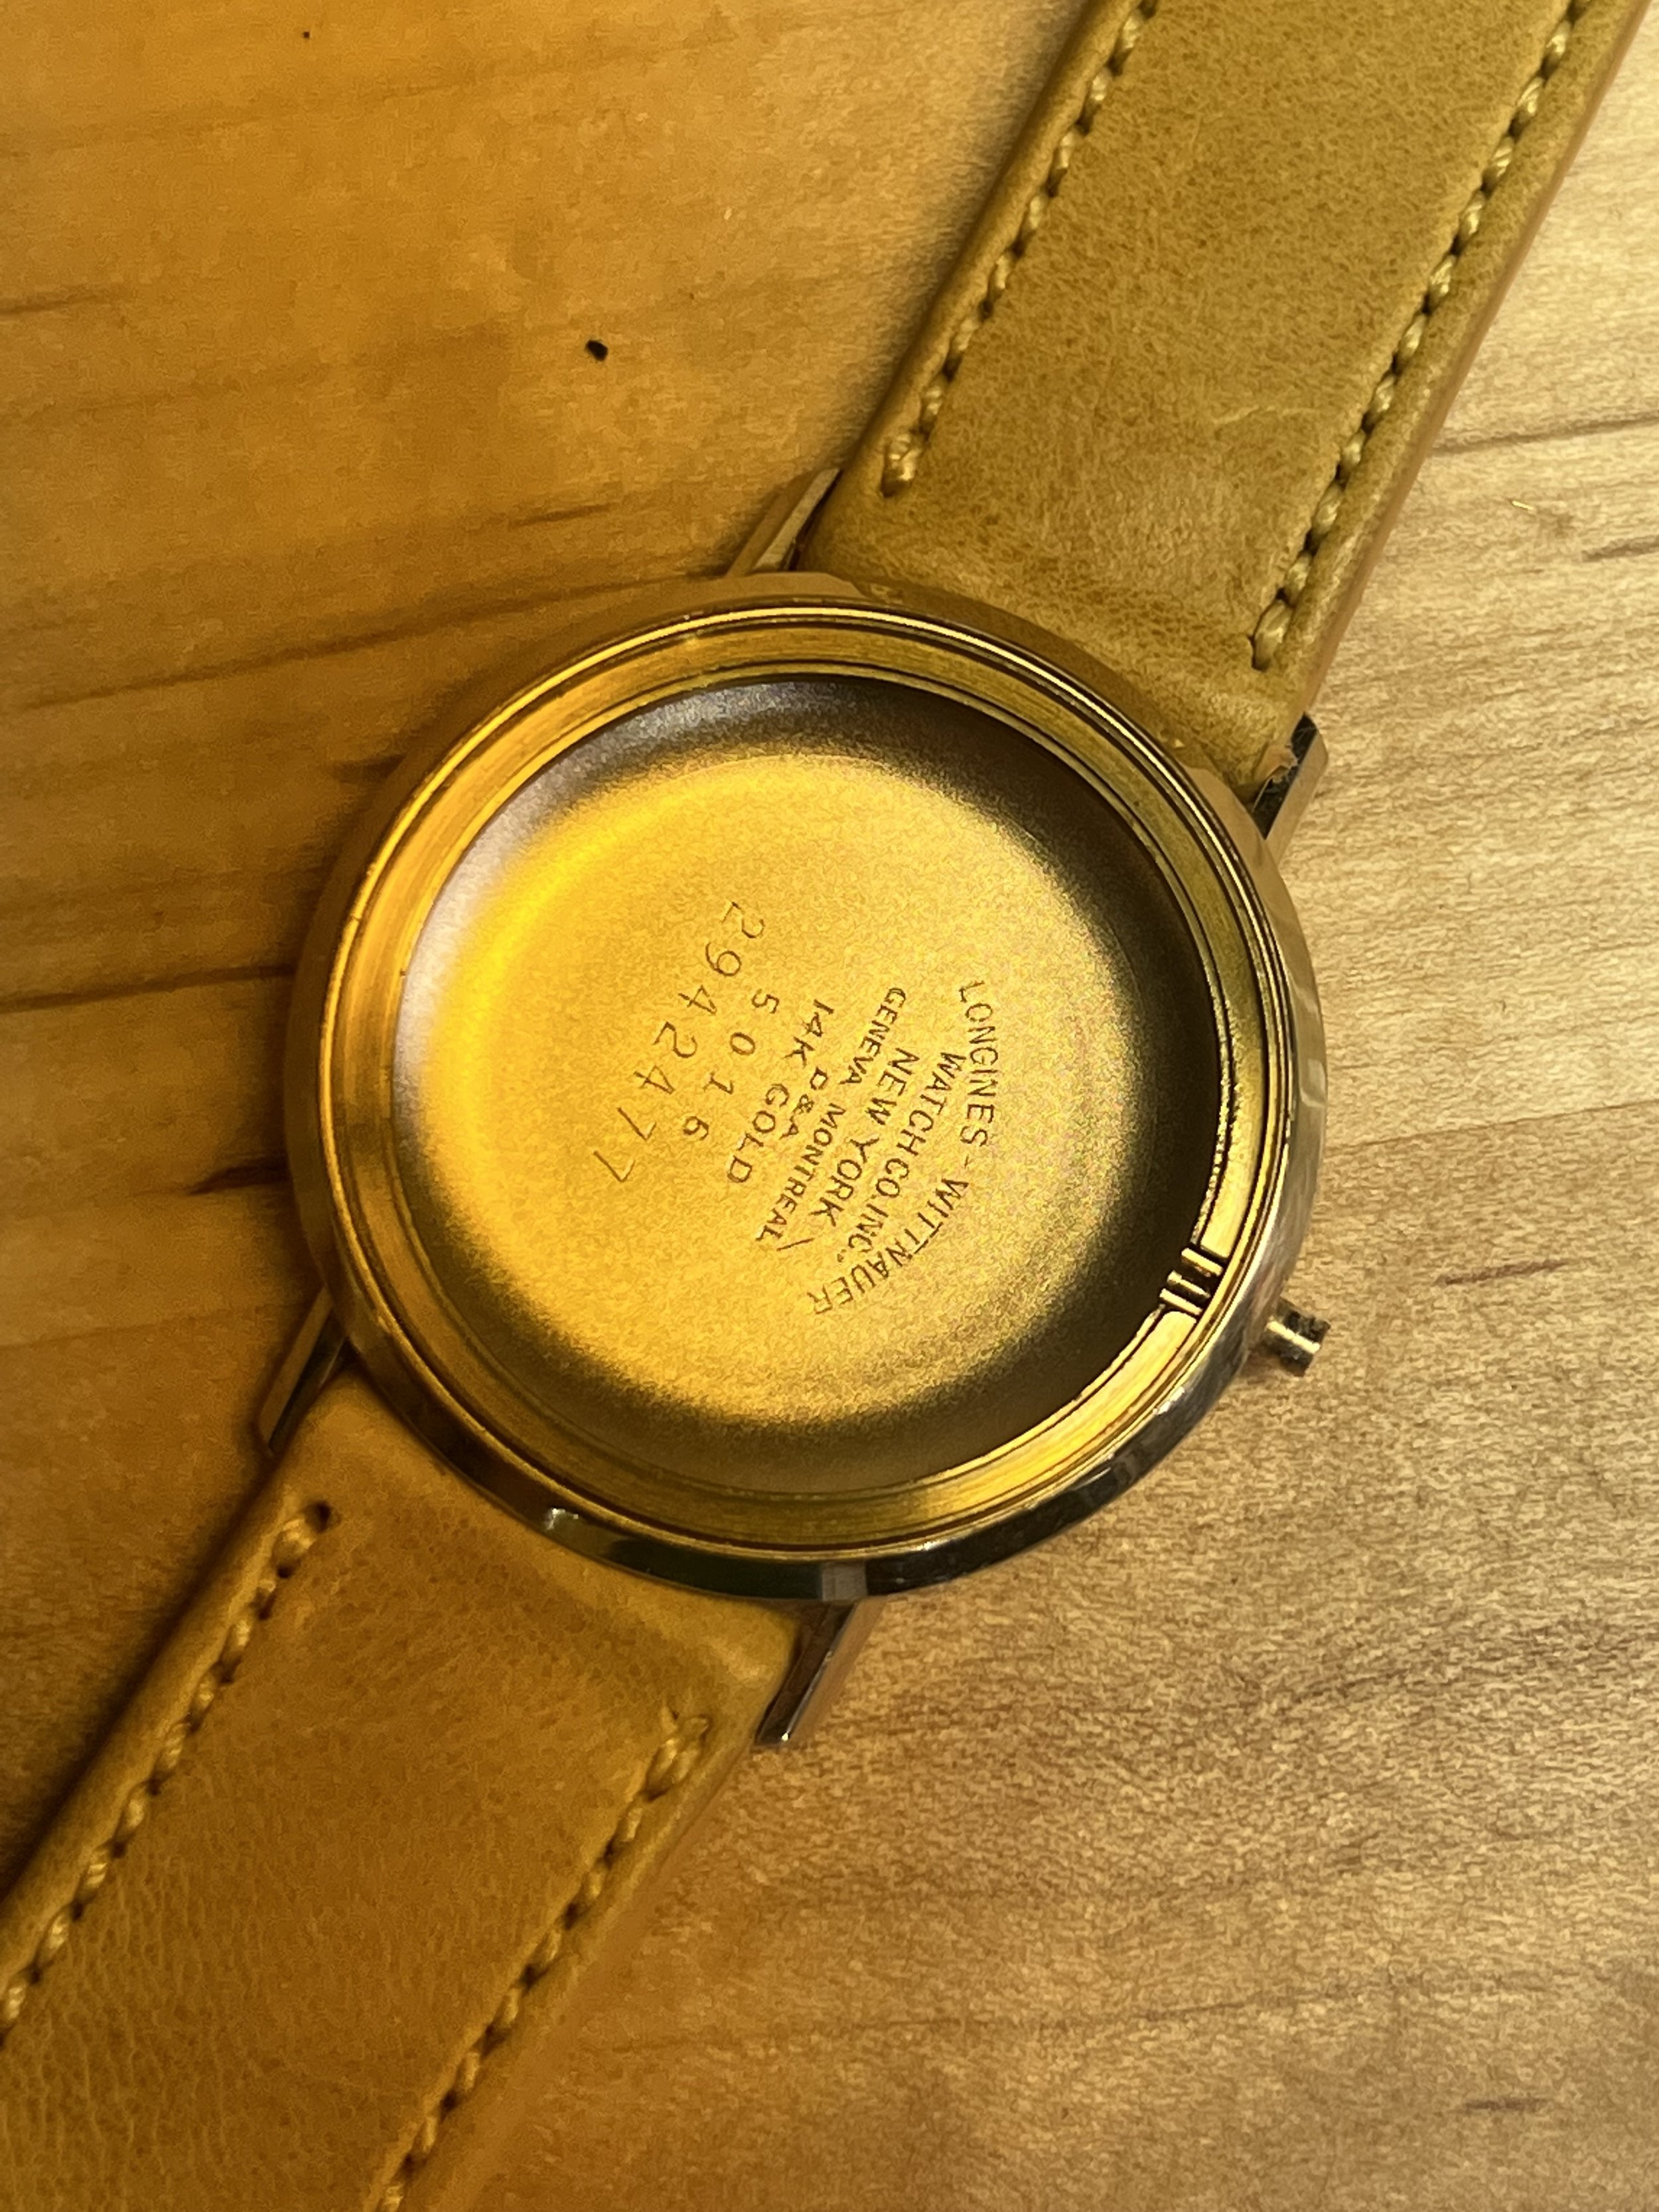 LONGINES-WITTNAUER
WATCH CO.INC.
NEW YORK
GENEVA MONTREAL
D&A
14K GOLD
5016
2942477